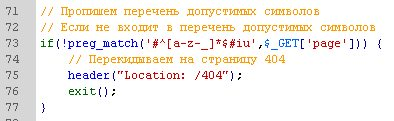 71 // Пропишем перечень допустимых символов
72 // Если не входит в перечень допустимых символов
73 if(!preg_match('#^[a-z-_]*$#iu',$_GET['page'])) {
74 // Перекидываем на страницу 404
75 header("Location: /404");
76 exit();
77 }